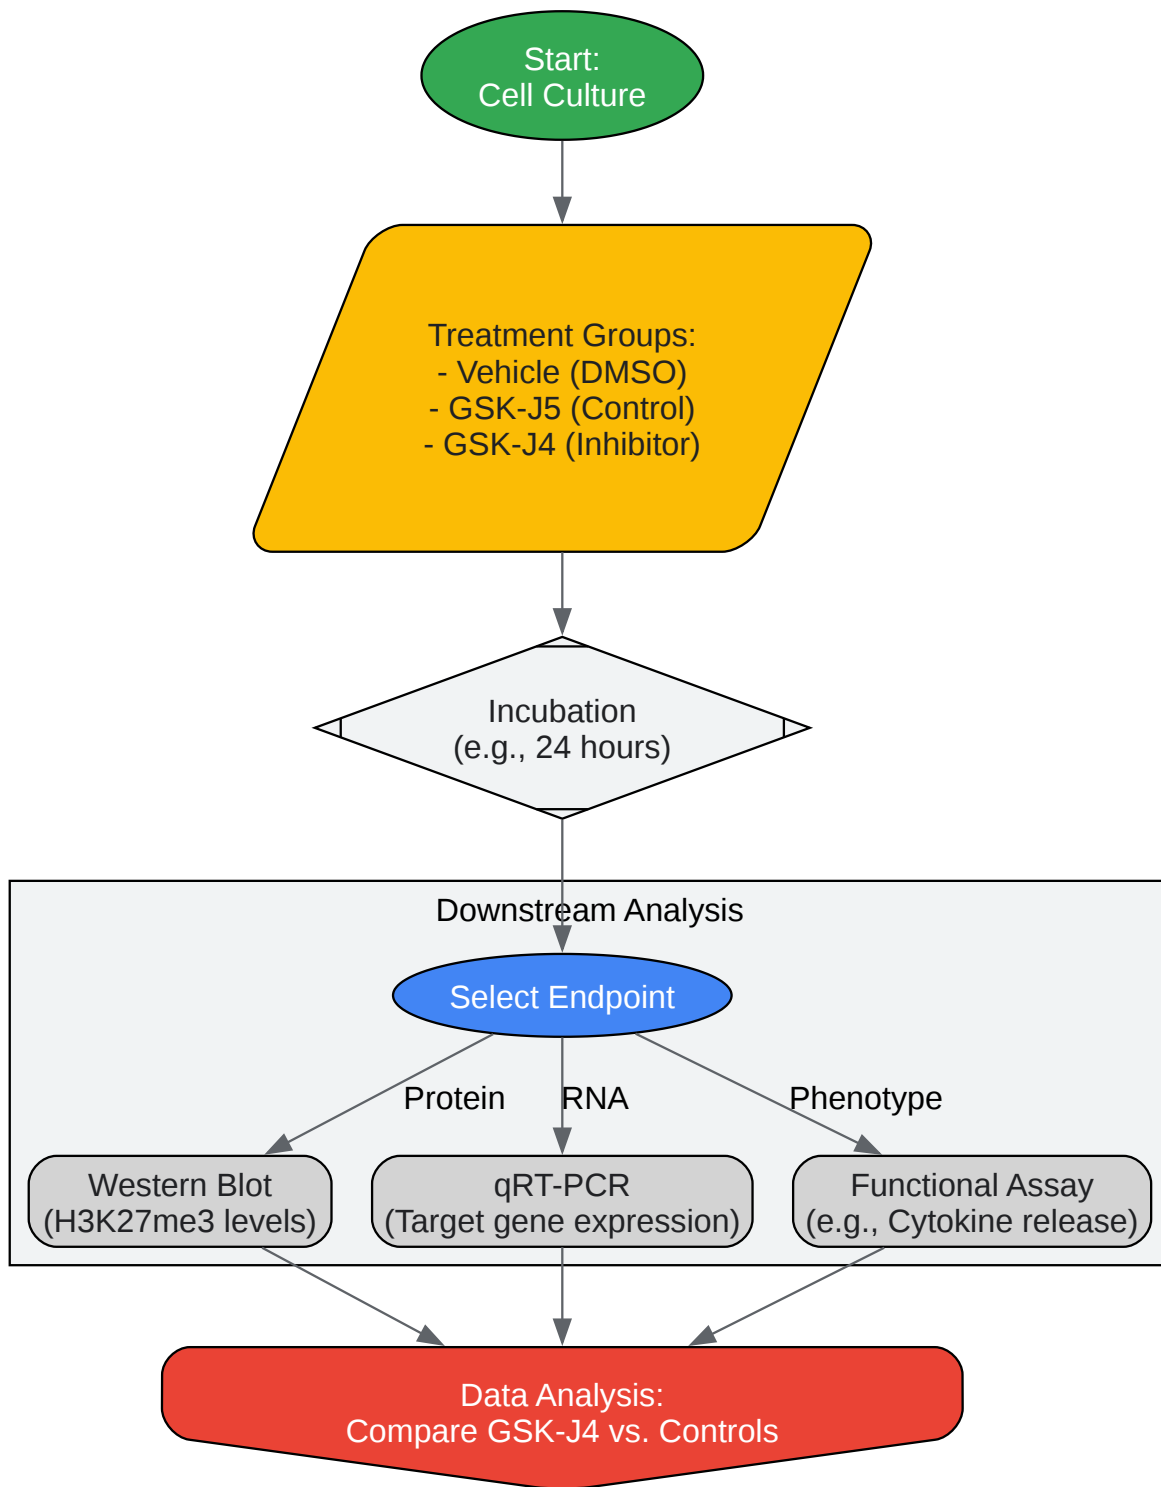 Start:
Cell Culture
Treatment Groups:
- Vehicle (DMSO)
- GSK-J5 (Control)
- GSK-J4 (Inhibitor)
Incubation
(e.g., 24 hours)
Downstream Analysis
Select Endpoint
Protein
RNA
Phenotype
Western Blot
(H3K27me3 levels)
qRT-PCR
(Target gene expression)
Functional Assay
(e.g., Cytokine release)
Data Analysis:
Compare GSK-J4 vs. Controls